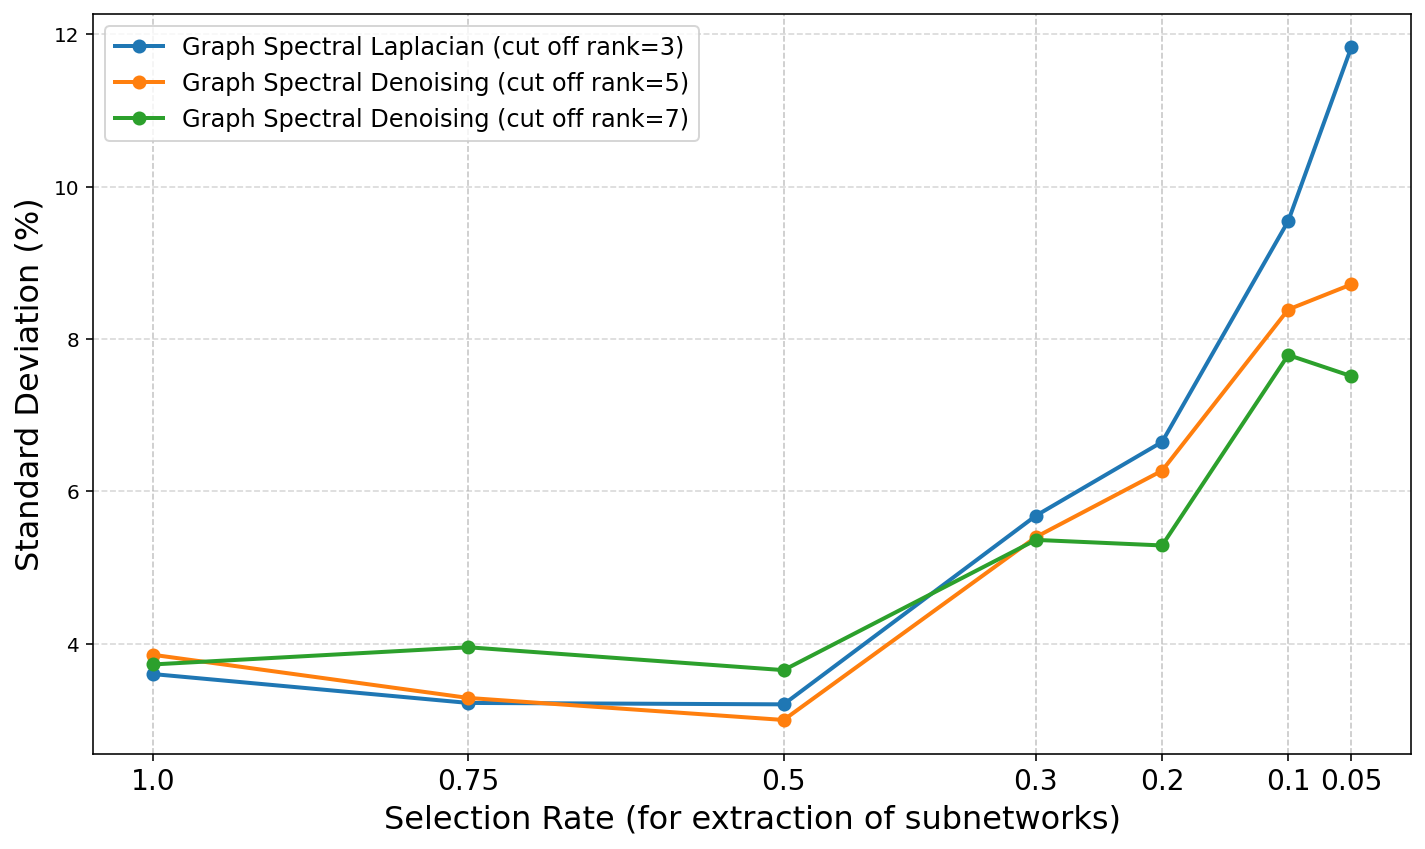 Graph Spectral Laplacian (cut off rank=3)
Graph Spectral Denoising (cut off rank=5)
Graph Spectral Denoising (cut off rank=7)
Standard Deviation (%)
12
10
8
6
4
1.0 0.75 0.5 0.3 0.2 0.1 0.05
Selection Rate (for extraction of subnetworks)